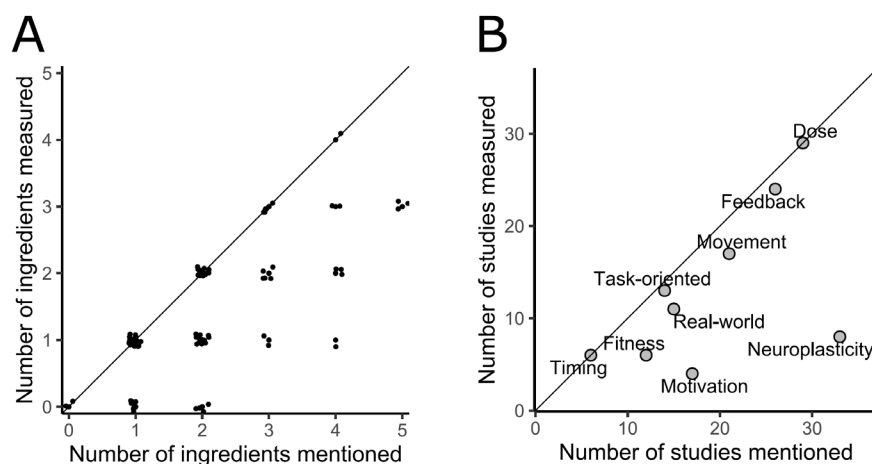 A
Number of ingredients measured
5
4
3
2
1
0
0 1 2 3 4 5
Number of ingredients mentioned
B
Number of studies measured
30
20
10
0
Dose
Feedback
Movement
Task-oriented
Real-world
Fitness
Neuroplasticity
Timing
Motivation
0 10 20 30
Number of studies mentioned